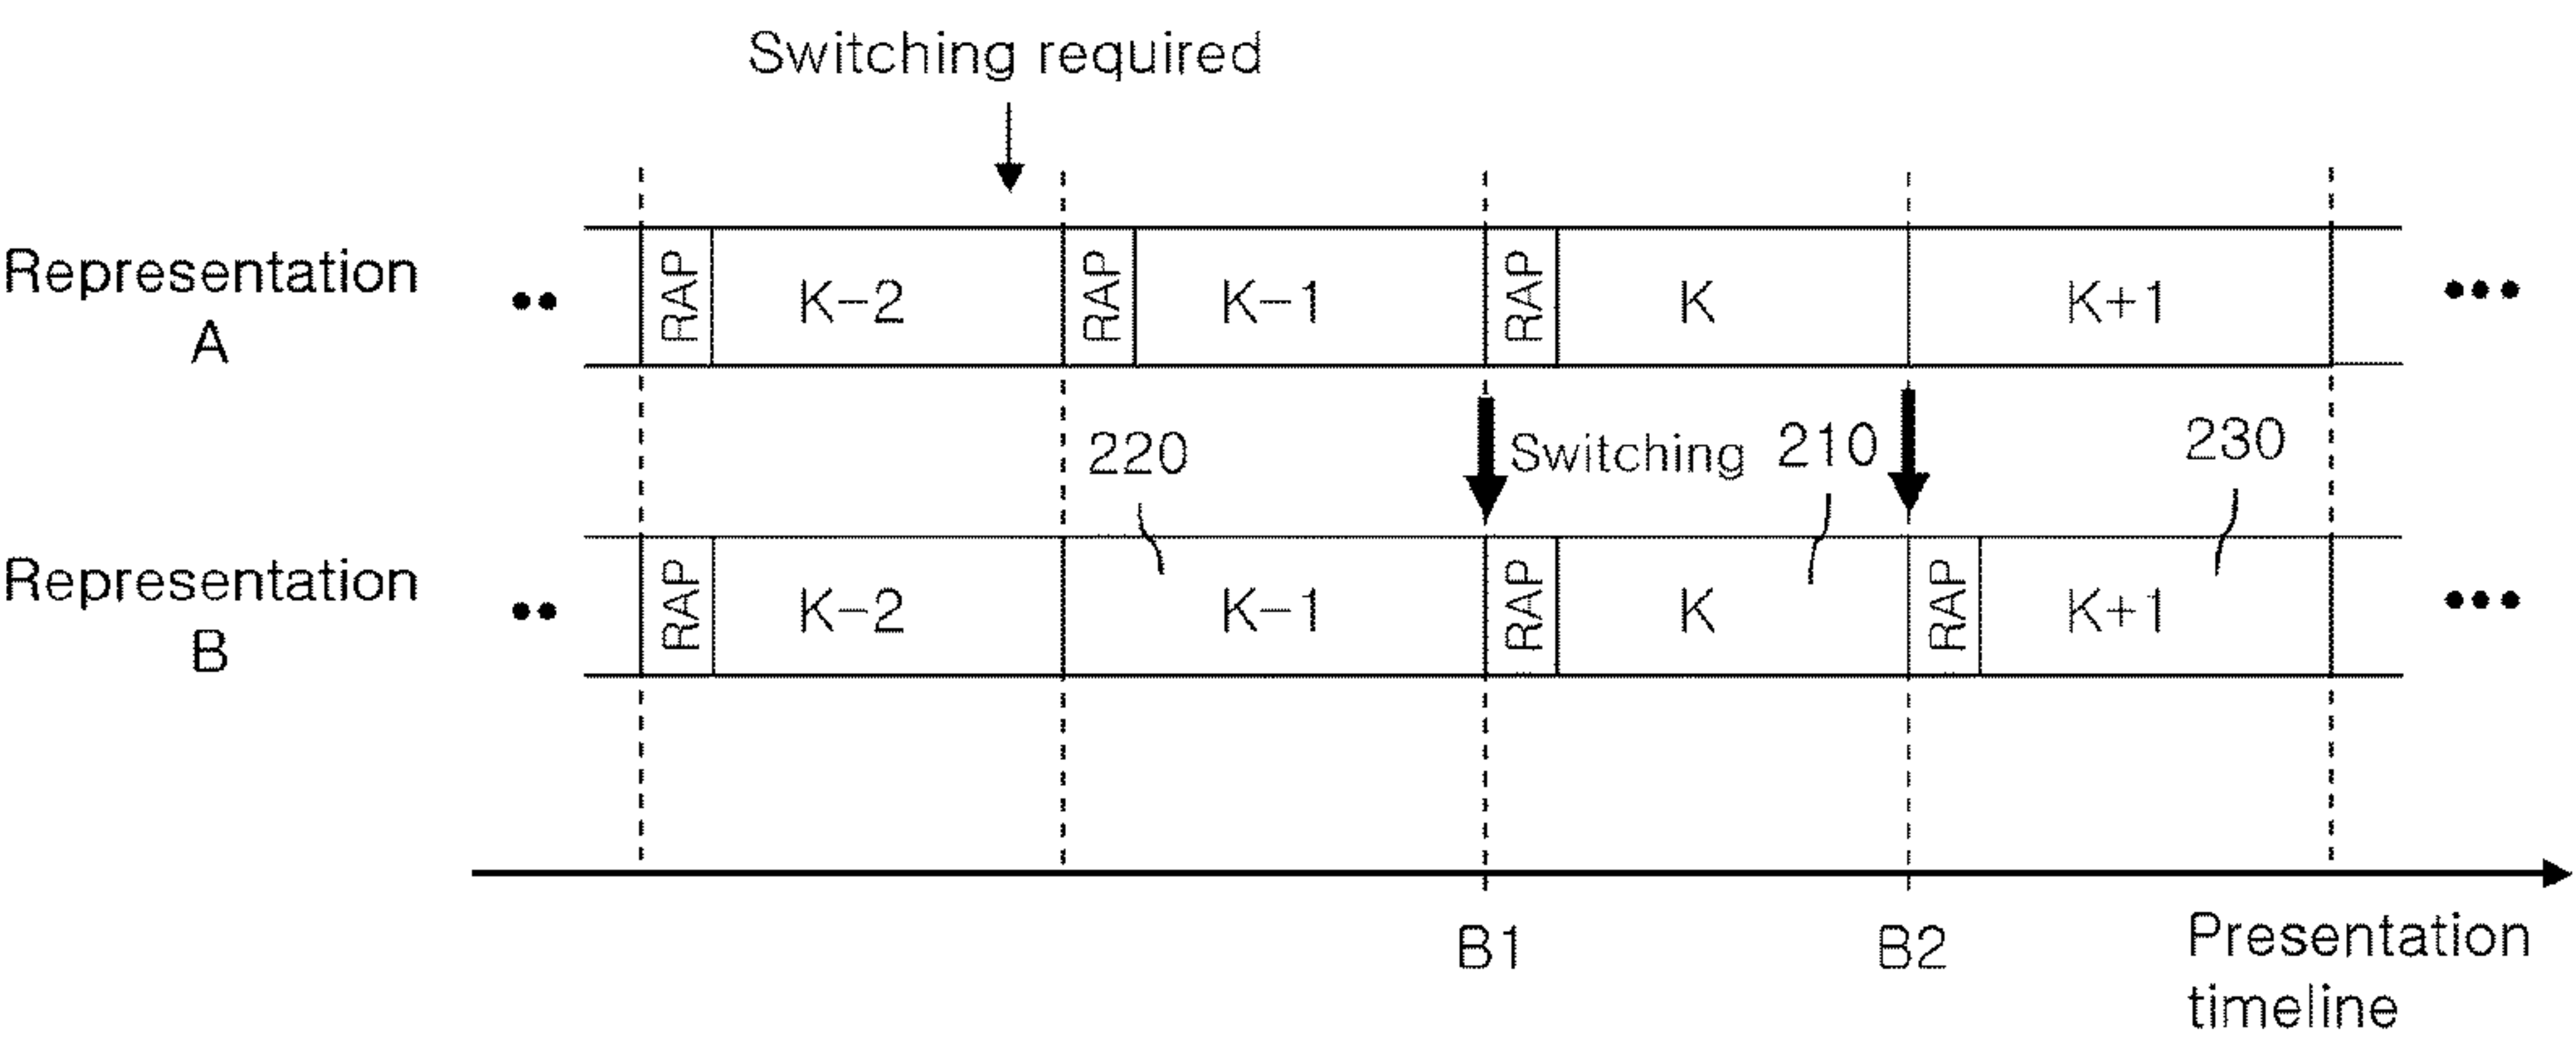 Switching required
Representation
A
•• RAP K-2 RAP K-1 RAP K K+1 •••
220 Switching 210 230
Representation
B
•• RAP K-2 K-1 RAP K RAP K+1 •••
B1 B2 Presentation
timeline